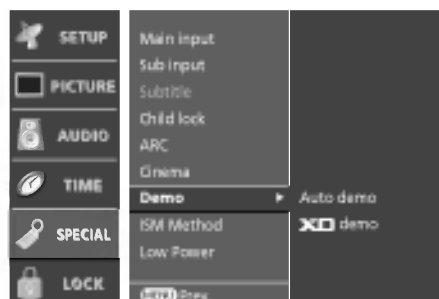 SETUP
PICTURE
AUDIO
TIME
SPECIAL
LOCK
Main input
Sub input
Subtitle
Child lock
ARC
Cinema
Demo
ISM Method
Low Power
MENU Prev.
Auto demo
XD demo